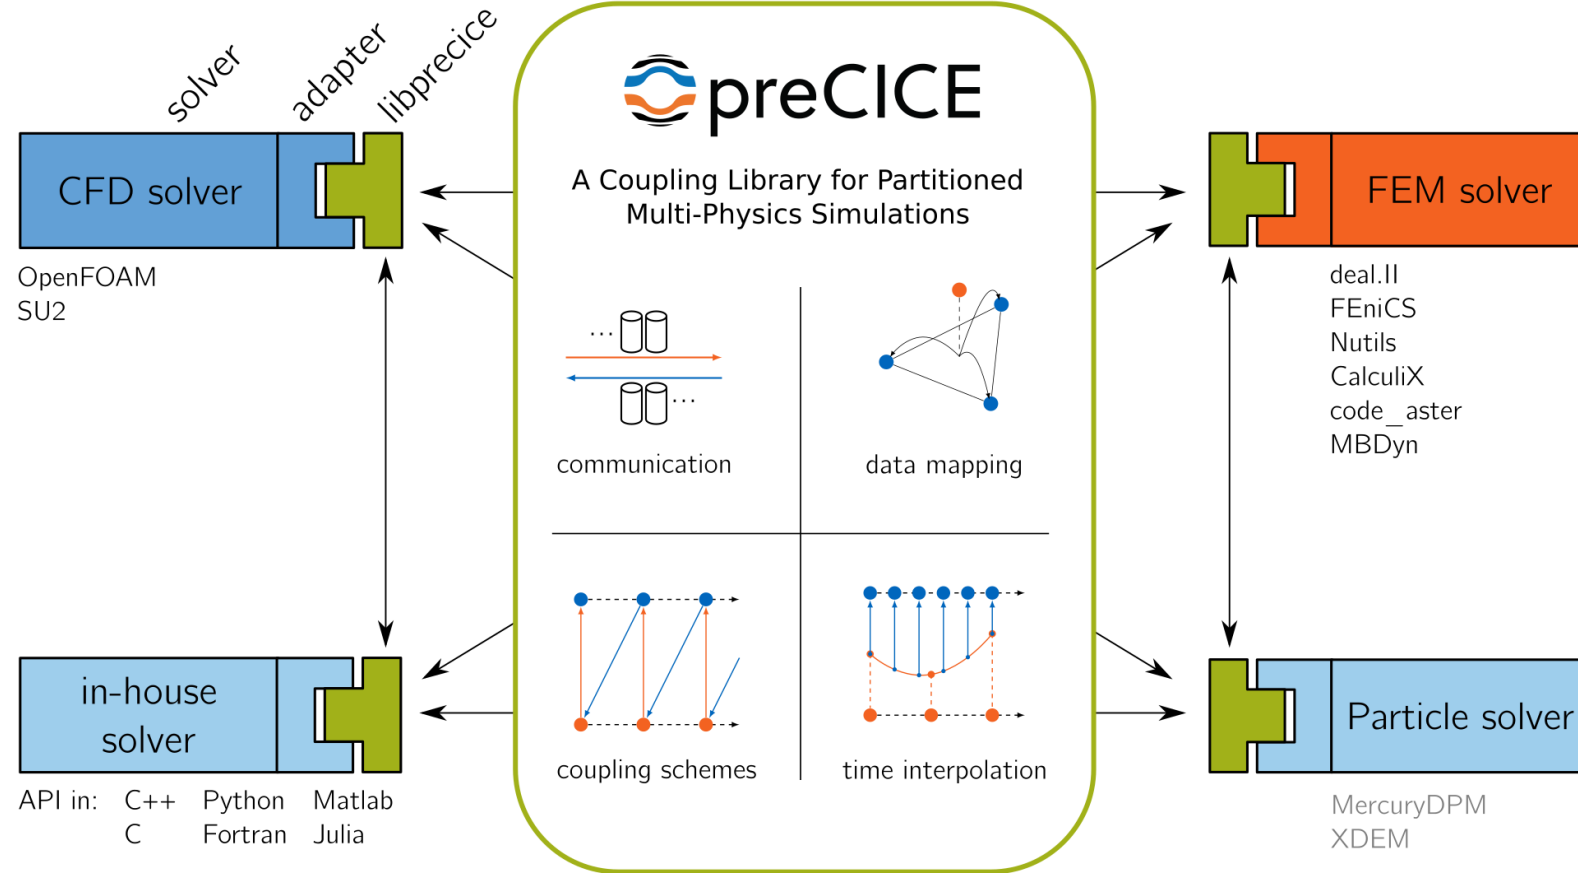 solver
adapter
libprecice
CFD solver
OpenFOAM
SU2
preCICE
A Coupling Library for Partitioned
Multi-Physics Simulations
...
...
communication
data mapping
coupling schemes
time interpolation
FEM solver
deal.II
FEniCS
Nutils
CalculiX
code_aster
MBDyn
in-house
solver
API in: C++ Python Matlab
C Fortran Julia
Particle solver
MercuryDPM
XDEM